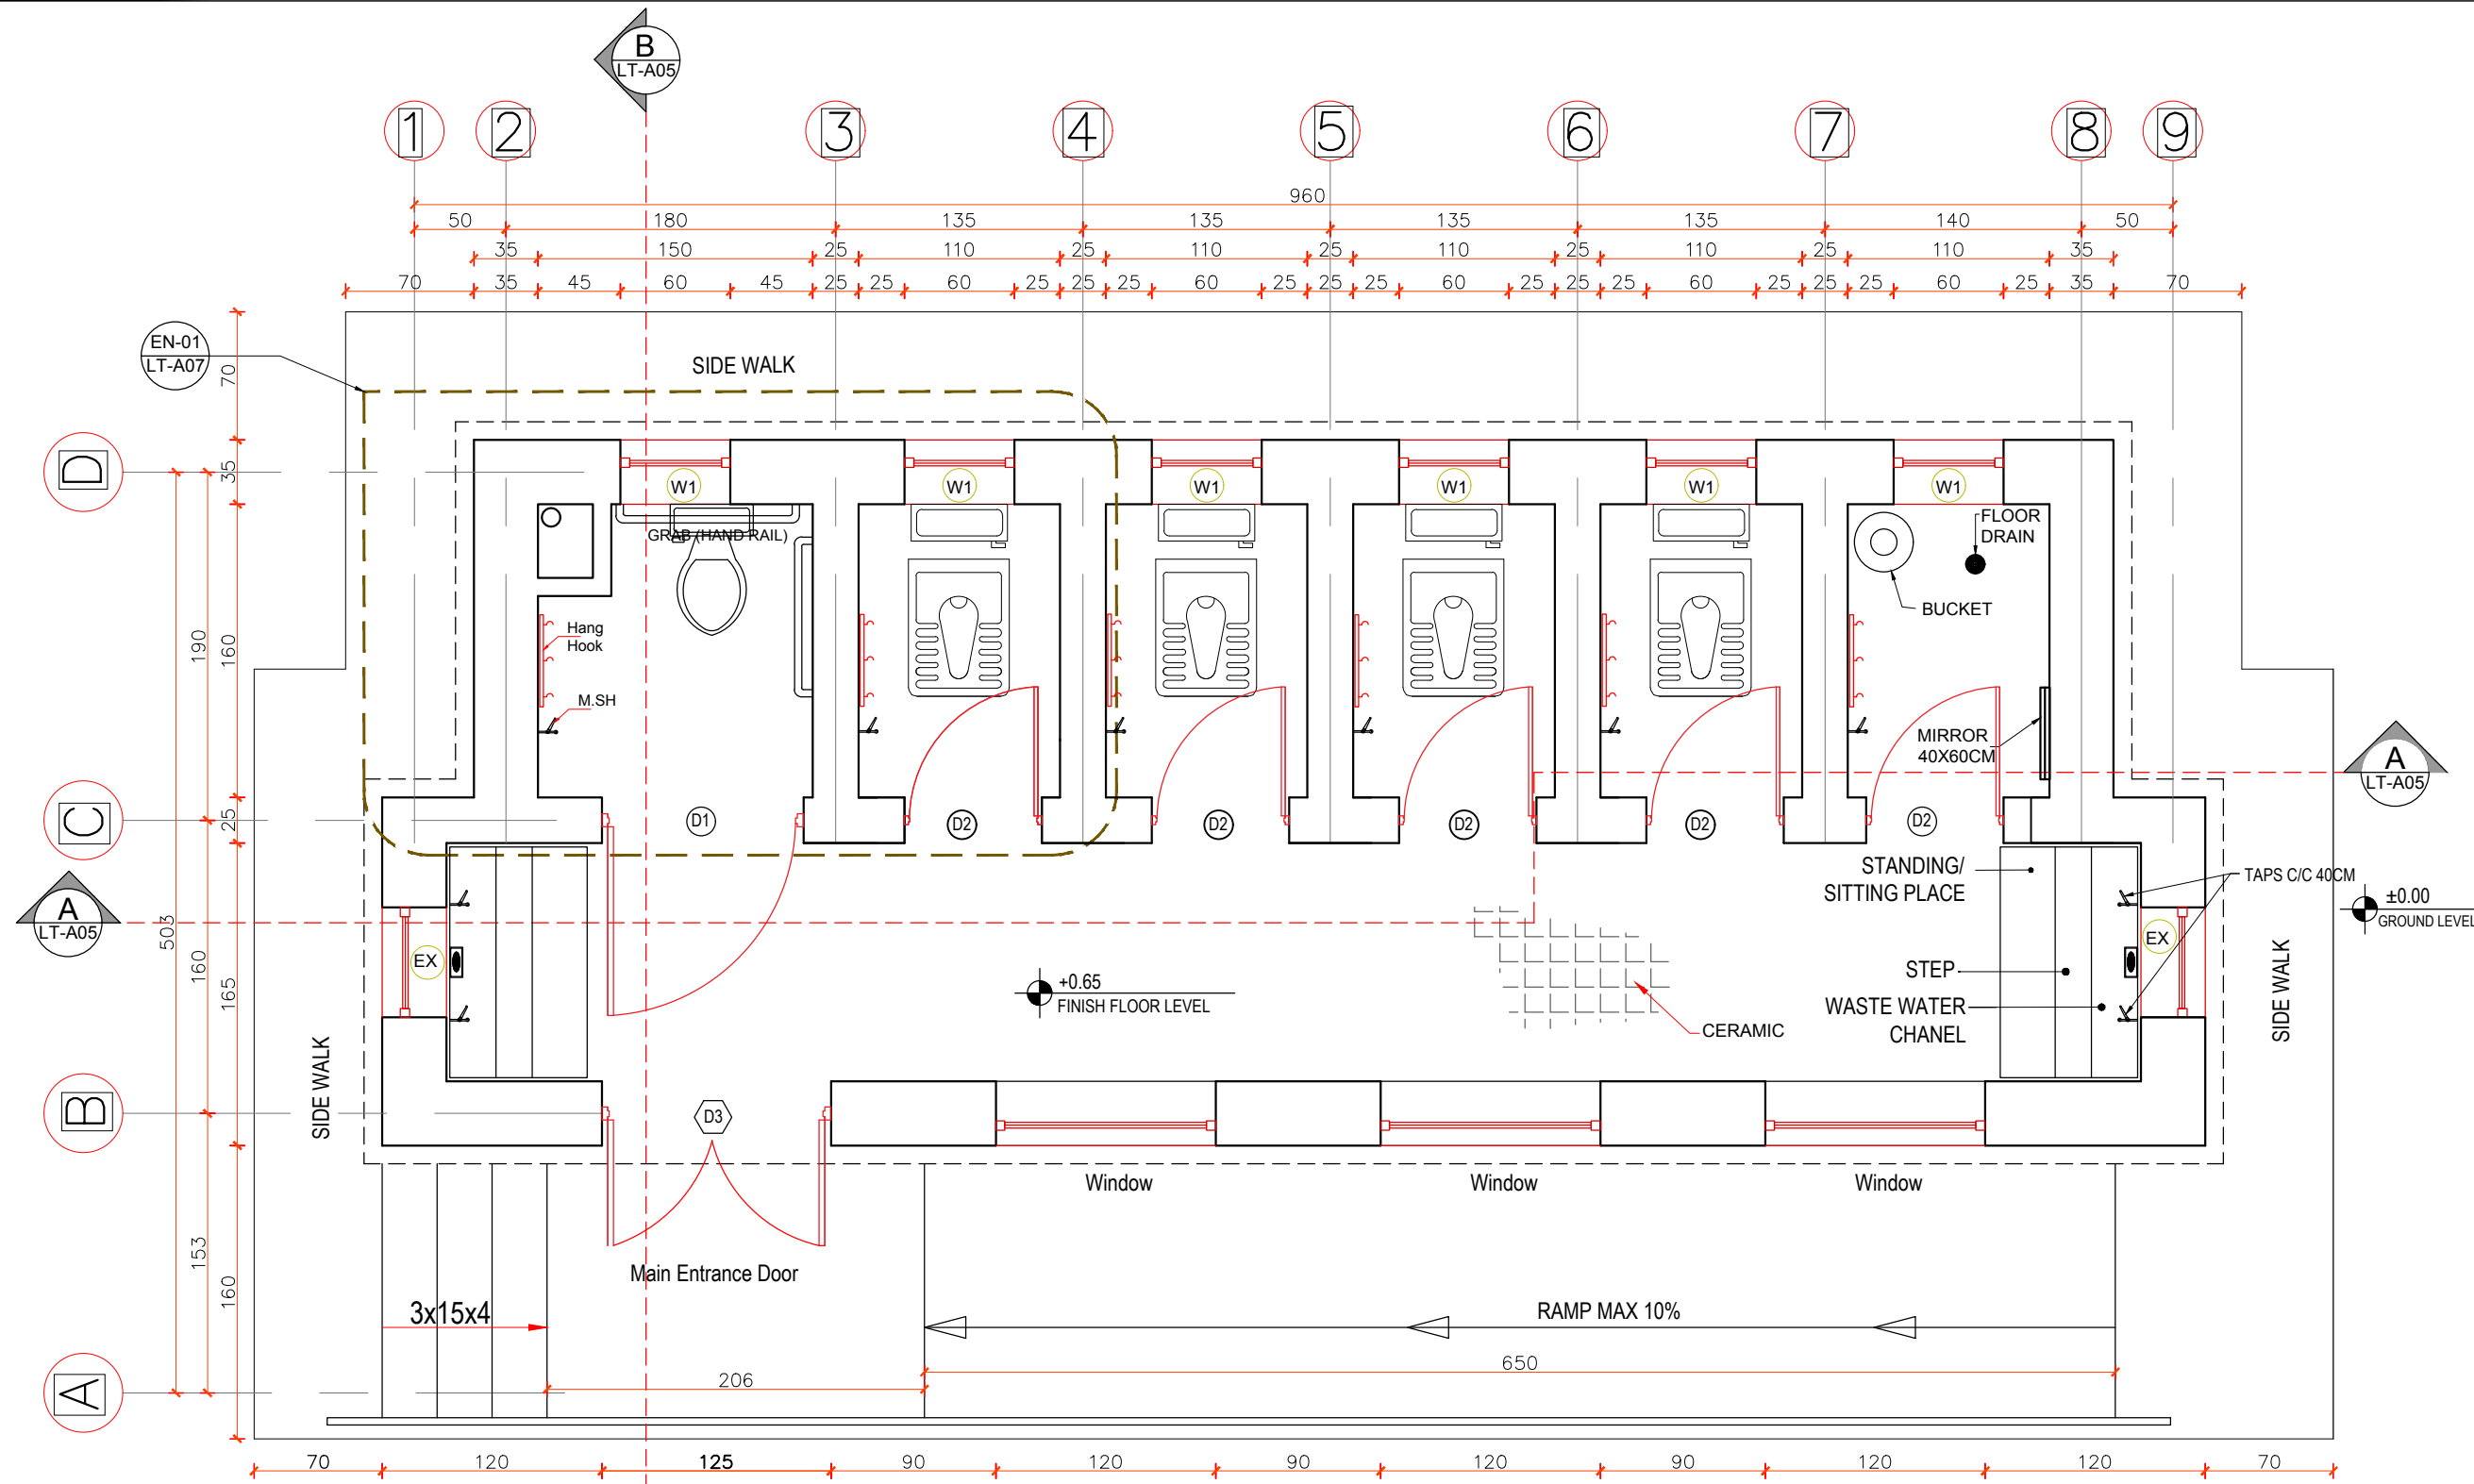 B
LT-A05
1 2 3 4 5 6 7 8 9
960
50 180 135 135 135 135 140 50
35 150 25 110 25 110 25 110 25 110 25 110 35
70 35 45 60 45 25 25 60 25 25 25 60 25 25 25 60 25 25 25 60 25 25 25 60 25 35 70
EN-01
LT-A07
SIDE WALK
70
D
35
W1 W1 W1 W1 W1 W1
GRAB (HAND RAIL)
FLOOR
DRAIN
BUCKET
Hang
Hook
190 160
M.SH
MIRROR
40X60CM
A
LT-A05
C
25
D1 D2 D2 D2 D2 D2
STANDING/
SITTING PLACE
TAPS C/C 40CM
±0.00
GROUND LEVEL
A
LT-A05
503
EX EX
160 165
STEP
+0.65
FINISH FLOOR LEVEL
WASTE WATER
CHANEL
CERAMIC
SIDE WALK
SIDE WALK
B
D3
Window Window Window
153
160
Main Entrance Door
3x15x4
RAMP MAX 10%
650
206
A
70 120 125 90 120 90 120 90 120 120 70